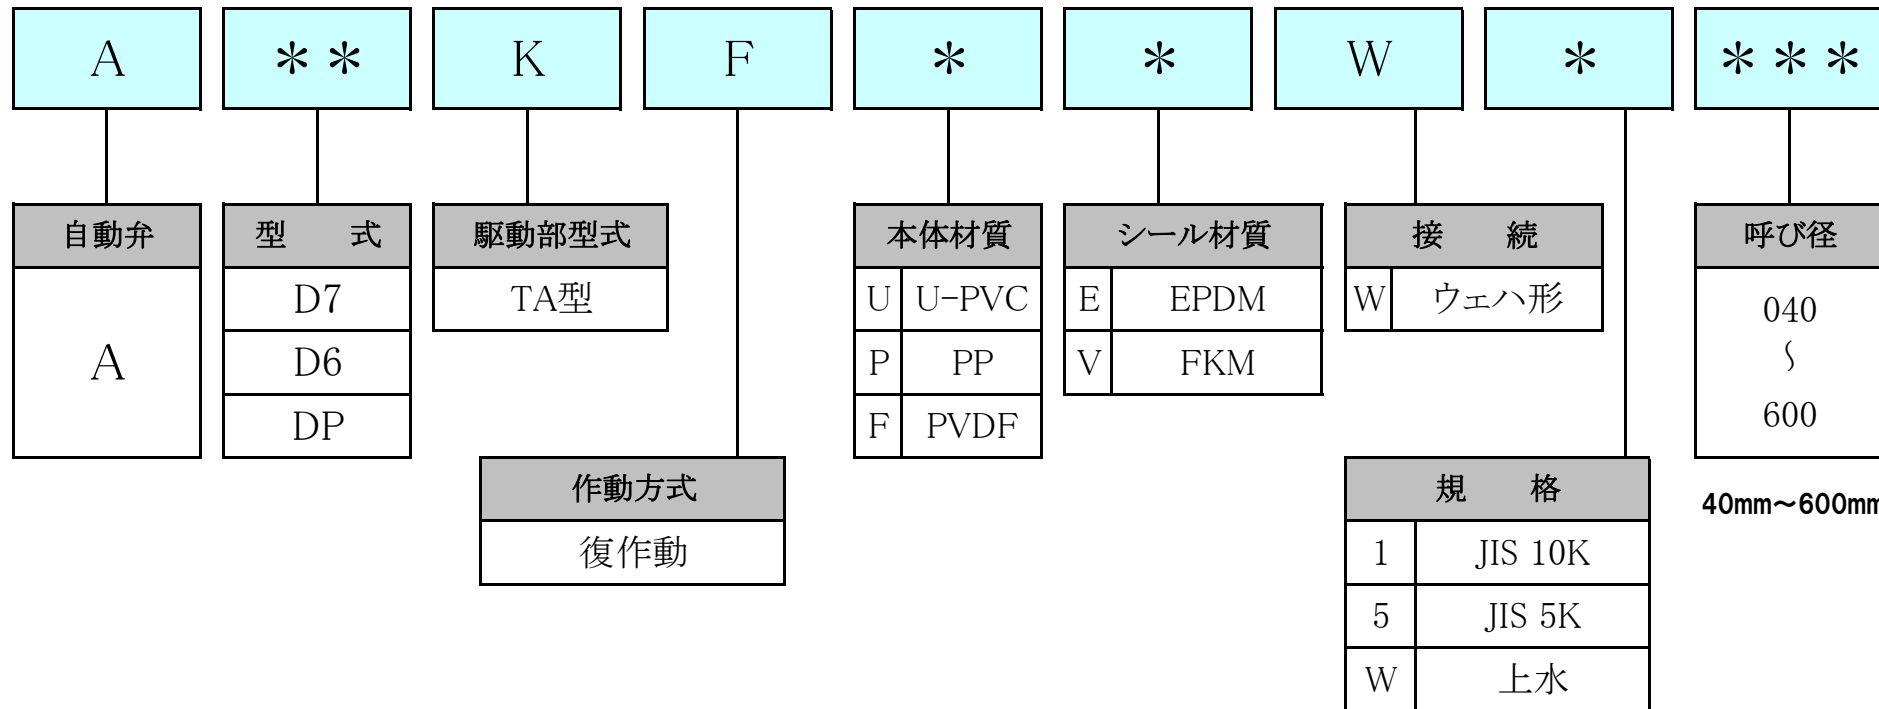 A ** K F * * W * ***
自動弁 型 式 駆動部型式 本体材質 シール材質 接 続 呼び径
A
D7
D6
DP
TA型
U U-PVC
P PP
F PVDF
E EPDM
V FKM
W ウェハ形
040
～
600
作動方式
復作動
規 格
1 JIS 10K
5 JIS 5K
W 上水
40mm～600mm